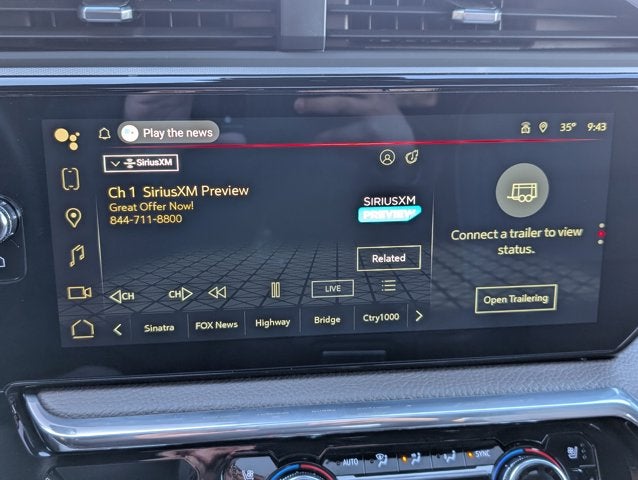 Play the news
35° 9:43
SiriusXM
Ch 1 SiriusXM Preview
Great Offer Now!
844-711-8800
SIRIUSXM
PREVIEW
Related
CH
CH
LIVE
Sinatra
FOX News
Highway
Bridge
Ctry1000
Connect a trailer to view
status.
Open Trailering
AUTO
SYNC